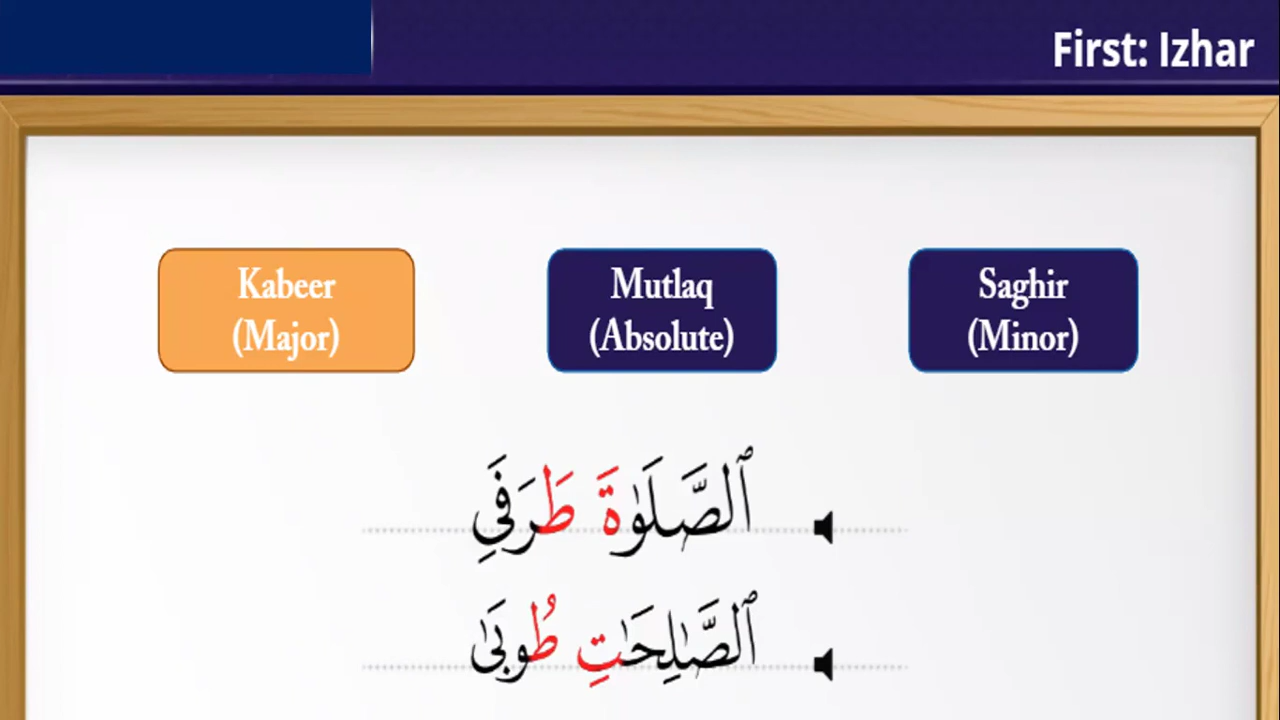 First: Izhar
Kabeer
(Major)
Mutlaq
(Absolute)
Saghir
(Minor)
ٱلصَّلَوٰةَ طَرَفَيِ
ٱلصَّـٰلِحَـٰتِ طُوبَىٰ